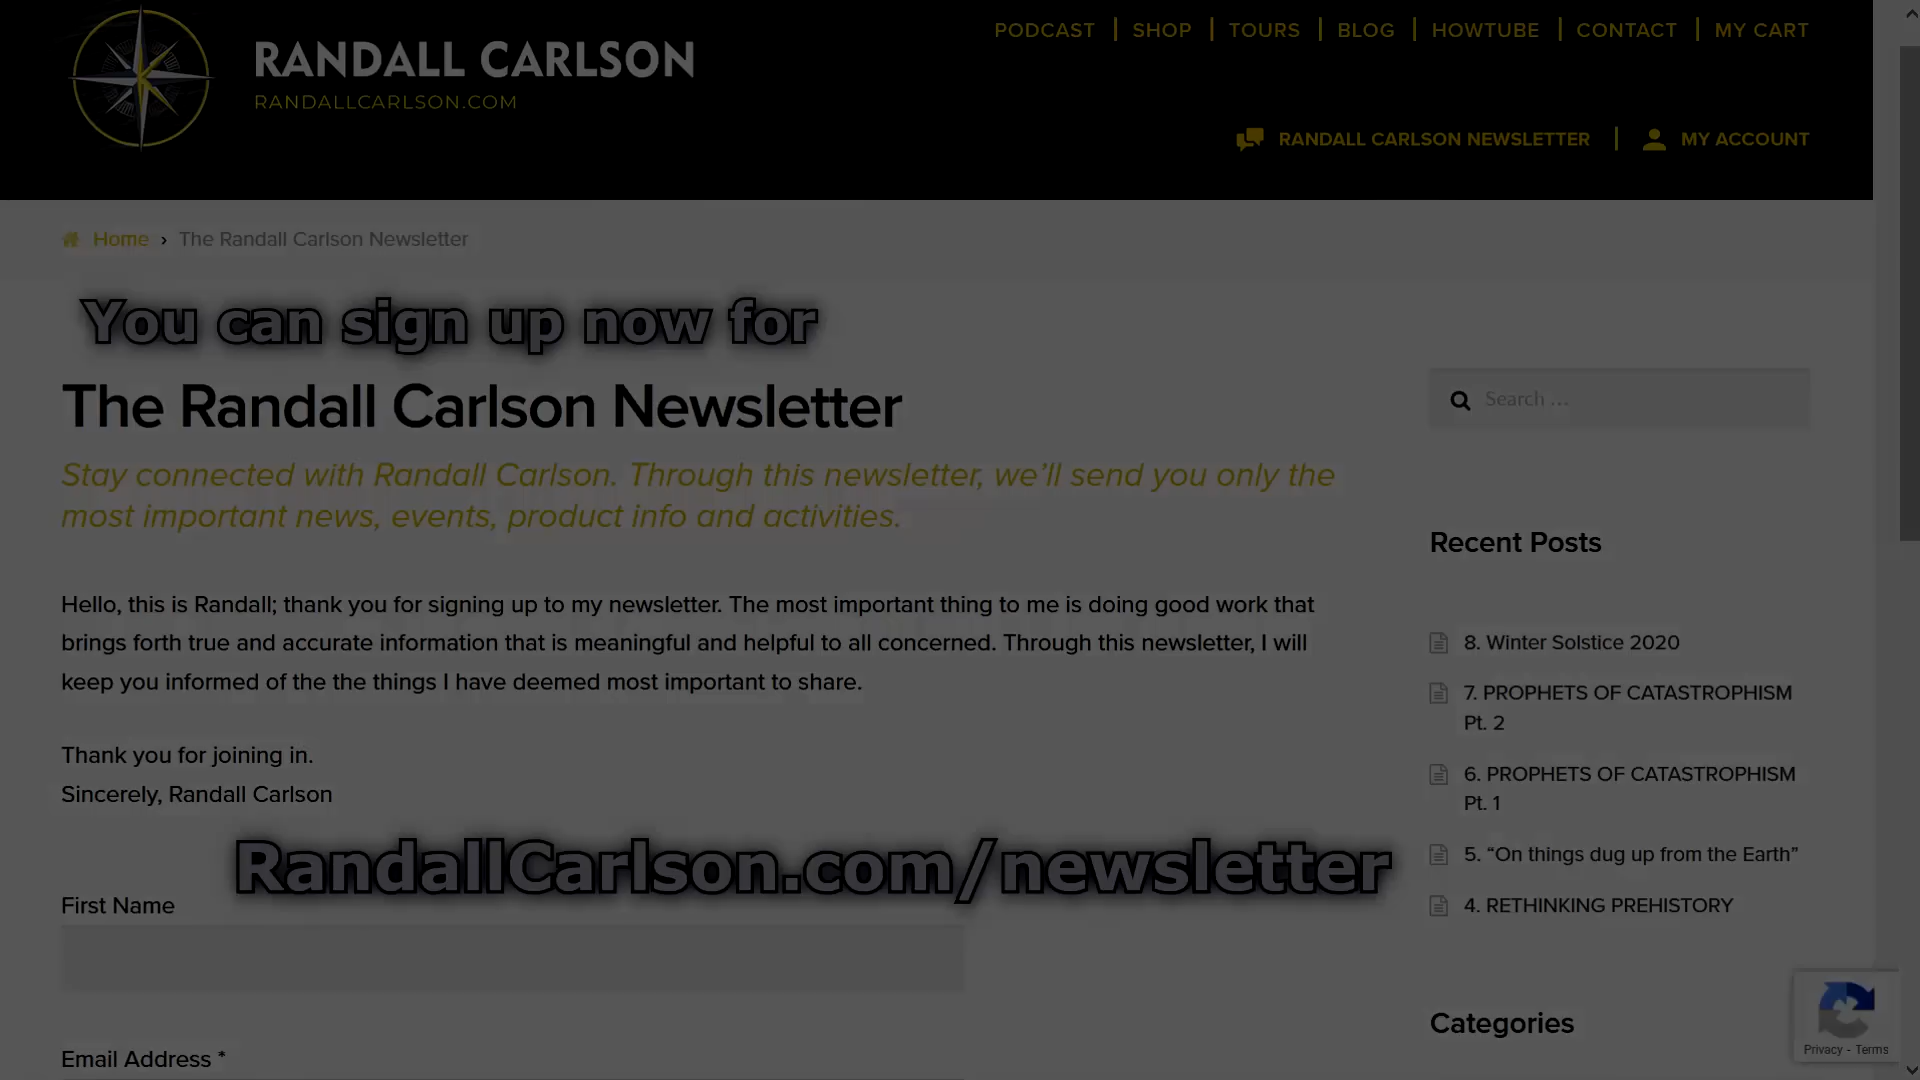 RANDALL CARLSON
RANDALLCARLSON.COM
PODCAST | SHOP | TOURS | BLOG | HOWTUBE | CONTACT | MY CART
RANDALL CARLSON NEWSLETTER | MY ACCOUNT
Home › The Randall Carlson Newsletter
You can sign up now for
The Randall Carlson Newsletter
Stay connected with Randall Carlson. Through this newsletter, we’ll send you only the
most important news, events, product info and activities.
Hello, this is Randall; thank you for signing up to my newsletter. The most important thing to me is doing good work that
brings forth true and accurate information that is meaningful and helpful to all concerned. Through this newsletter, I will
keep you informed of the the things I have deemed most important to share.
Thank you for joining in.
Sincerely, Randall Carlson
RandallCarlson.com/newsletter
First Name
Email Address *
Search …
Recent Posts
8. Winter Solstice 2020
7. PROPHETS OF CATASTROPHISM
Pt. 2
6. PROPHETS OF CATASTROPHISM
Pt. 1
5. “On things dug up from the Earth”
4. RETHINKING PREHISTORY
Categories
Privacy - Terms